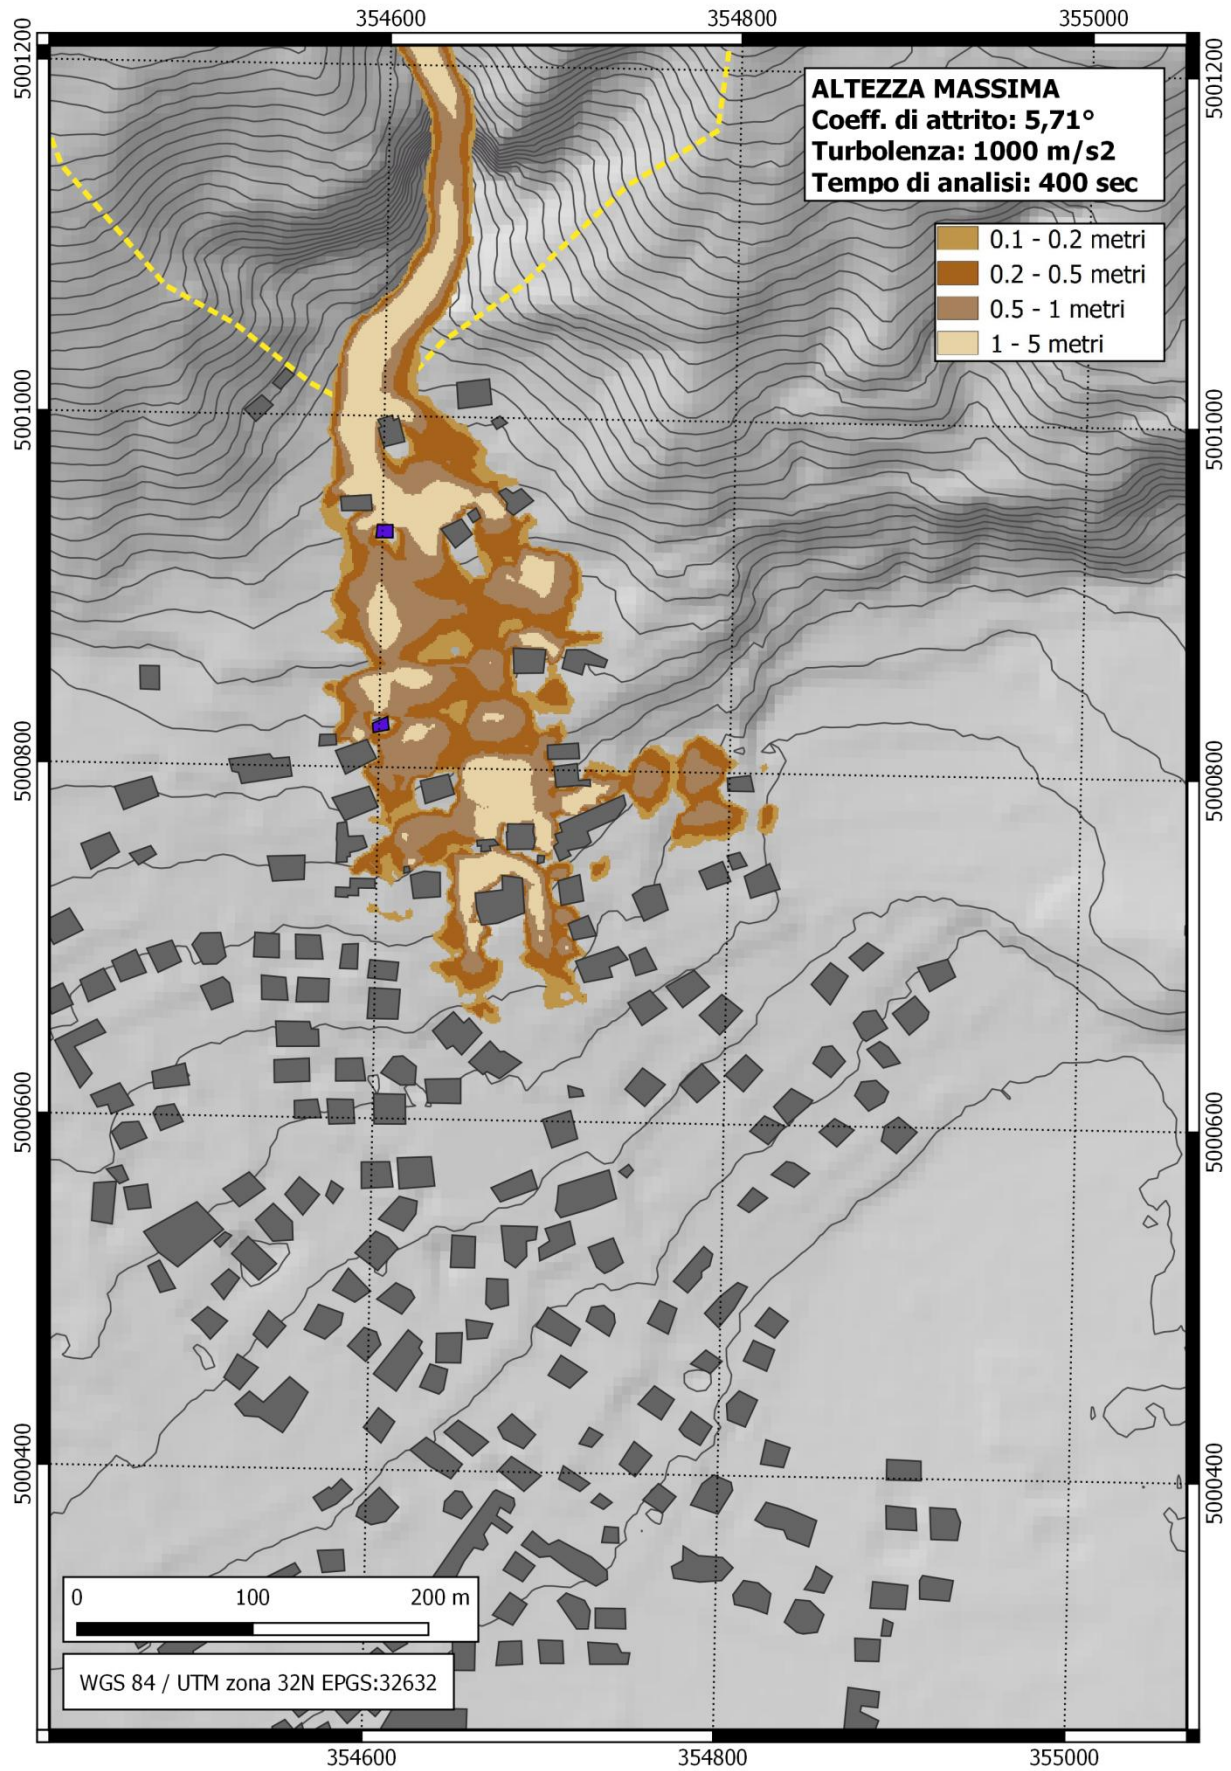 354600
354800
355000
5001200
5001200
ALTEZZA MASSIMA
Coeff. di attrito: 5,71°
Turbolenza: 1000 m/s2
Tempo di analisi: 400 sec
0.1 - 0.2 metri
0.2 - 0.5 metri
0.5 - 1 metri
1 - 5 metri
5001000
5001000
5000800
5000800
5000600
5000600
5000400
5000400
0
100
200 m
WGS 84 / UTM zona 32N EPGS:32632
354600
354800
355000